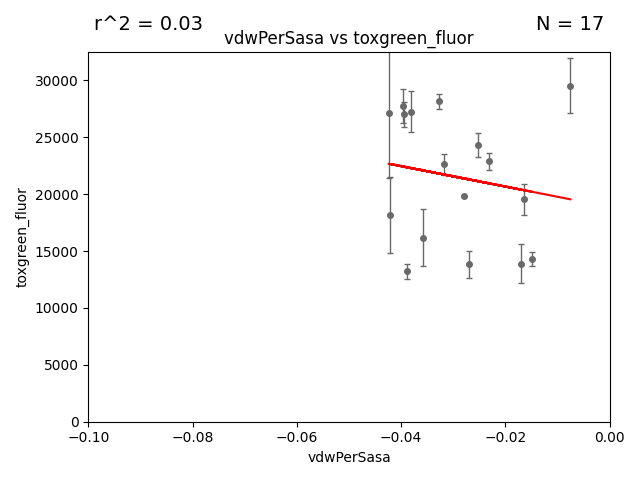 r^2 = 0.03
N = 17
vdwPerSasa vs toxgreen_fluor
30000
25000
20000
15000
10000
5000
0
toxgreen_fluor
−0.10
−0.08
−0.06
−0.04
−0.02
0.00
vdwPerSasa